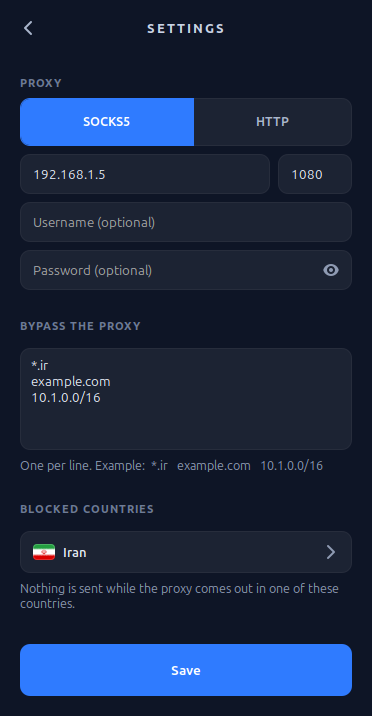 SETTINGS
PROXY
SOCKS5 HTTP
192.168.1.5 1080
Username (optional)
Password (optional)
BYPASS THE PROXY
*.ir
example.com
10.1.0.0/16
One per line. Example: *.ir example.com 10.1.0.0/16
BLOCKED COUNTRIES
Iran
Nothing is sent while the proxy comes out in one of these
countries.
Save